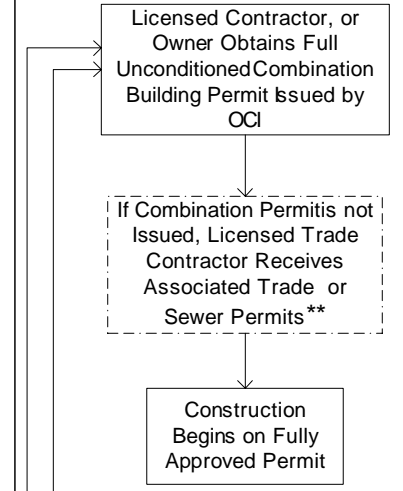 Licensed Contractor, or
Owner Obtains Full
Unconditioned Combination
Building Permit Issued by
OCI
If Combination Permit is not
Issued, Licensed Trade
Contractor Receives
Associated Trade or
Sewer Permits**
Construction
Begins on Fully
Approved Permit